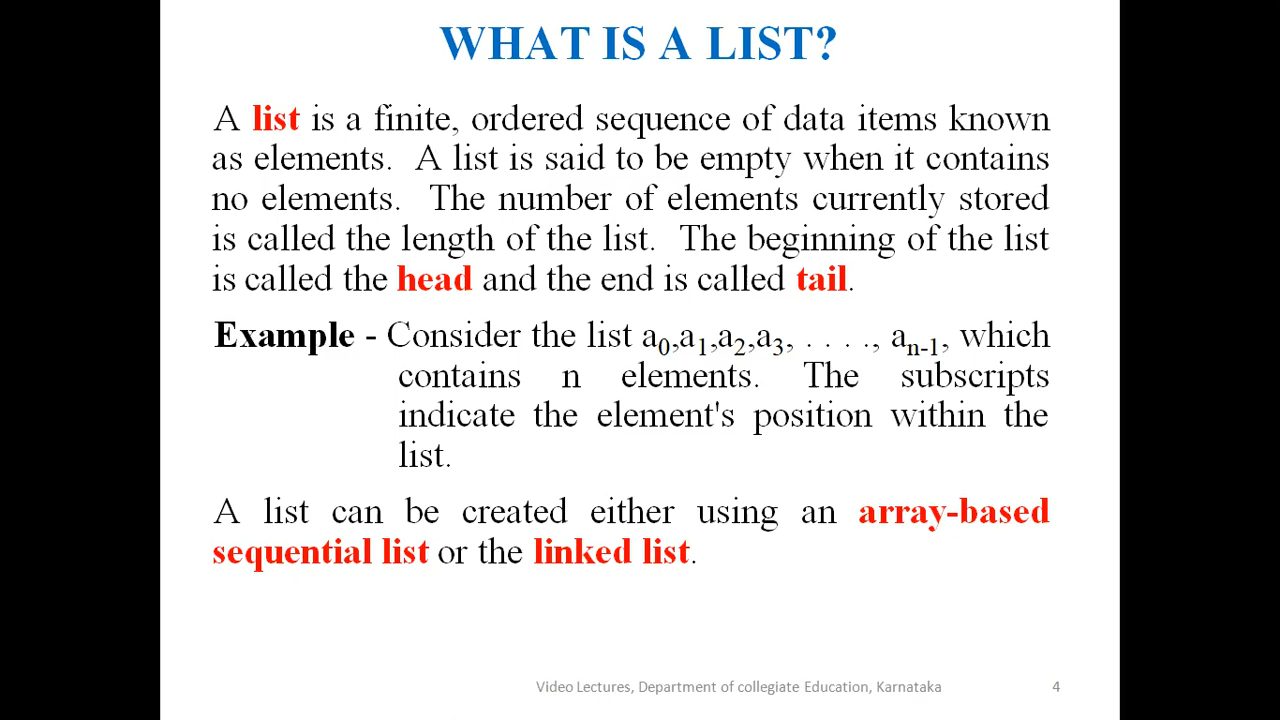 WHAT IS A LIST?
A list is a finite, ordered sequence of data items known
as elements. A list is said to be empty when it contains
no elements. The number of elements currently stored
is called the length of the list. The beginning of the list
is called the head and the end is called tail.
Example - Consider the list a₀,a₁,a₂,a₃, . . . ., aₙ₋₁, which
contains n elements. The subscripts
indicate the element's position within the
list.
A list can be created either using an array-based
sequential list or the linked list.
Video Lectures, Department of collegiate Education, Karnataka 4